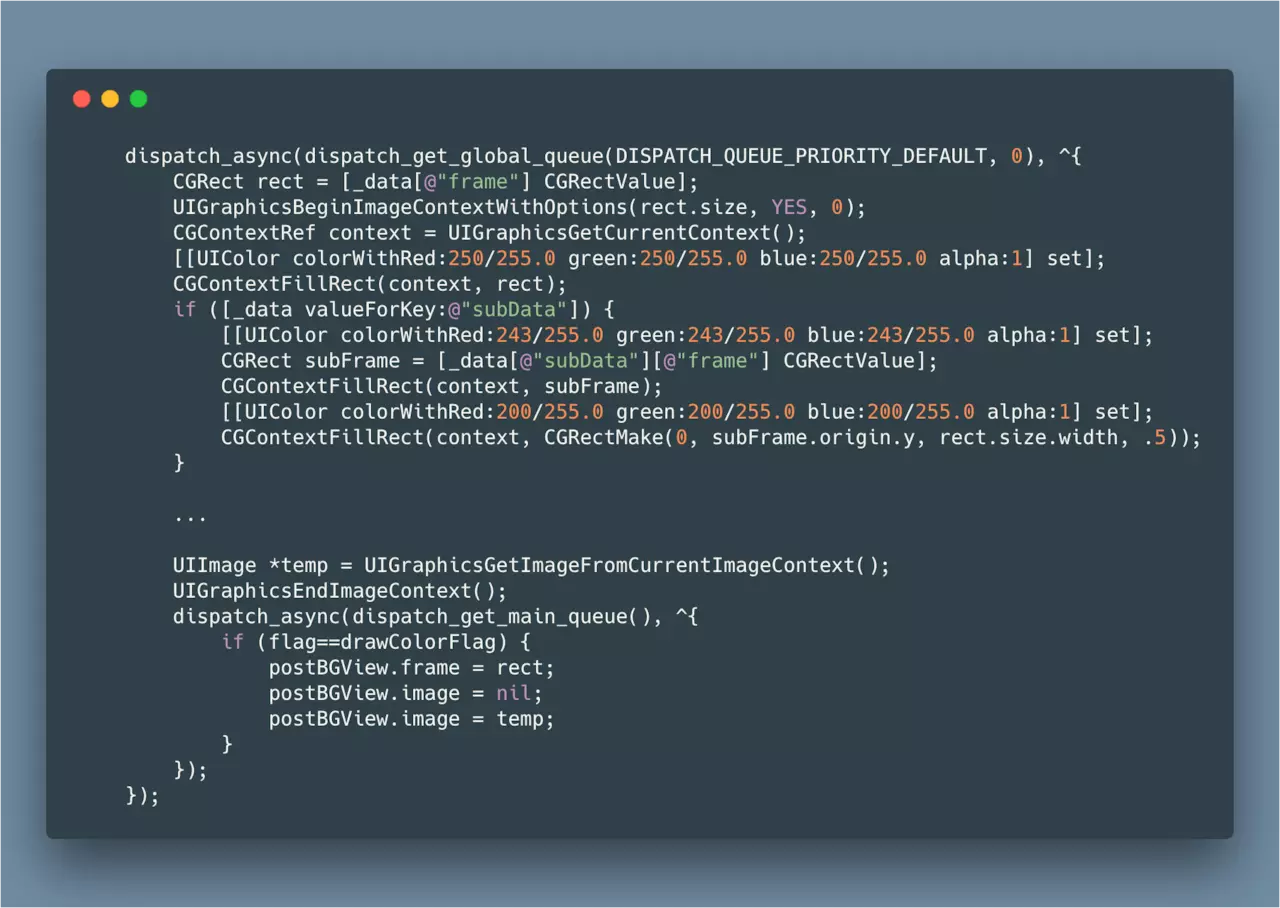 dispatch_async(dispatch_get_global_queue(DISPATCH_QUEUE_PRIORITY_DEFAULT, 0), ^{
    CGRect rect = [_data[@"frame"] CGRectValue];
    UIGraphicsBeginImageContextWithOptions(rect.size, YES, 0);
    CGContextRef context = UIGraphicsGetCurrentContext();
    [[UIColor colorWithRed:250/255.0 green:250/255.0 blue:250/255.0 alpha:1] set];
    CGContextFillRect(context, rect);
    if ([_data valueForKey:@"subData"]) {
        [[UIColor colorWithRed:243/255.0 green:243/255.0 blue:243/255.0 alpha:1] set];
        CGRect subFrame = [_data[@"subData"][@"frame"] CGRectValue];
        CGContextFillRect(context, subFrame);
        [[UIColor colorWithRed:200/255.0 green:200/255.0 blue:200/255.0 alpha:1] set];
        CGContextFillRect(context, CGRectMake(0, subFrame.origin.y, rect.size.width, .5));
    }
    ...
    UIImage *temp = UIGraphicsGetImageFromCurrentImageContext();
    UIGraphicsEndImageContext();
    dispatch_async(dispatch_get_main_queue(), ^{
        if (flag==drawColorFlag) {
            postBGView.frame = rect;
            postBGView.image = nil;
            postBGView.image = temp;
        }
    });
});